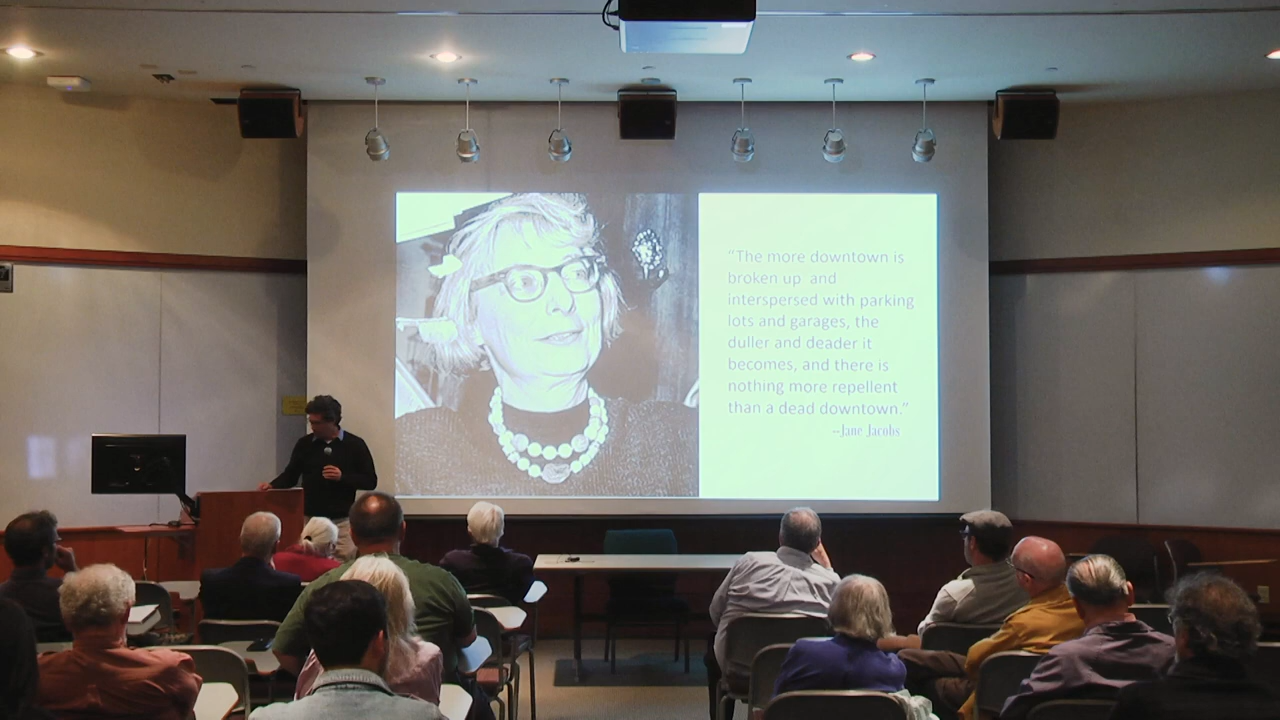 “The more downtown is
broken up and
interspersed with parking
lots and garages, the
duller and deader it
becomes, and there is
nothing more repellent
than a dead downtown.”
--Jane Jacobs